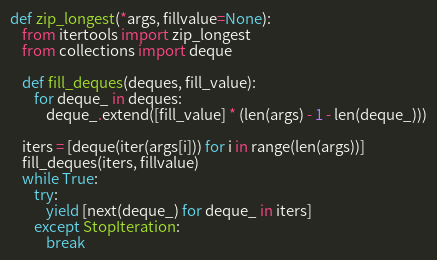 def zip_longest(*args, fillvalue=None):
    from itertools import zip_longest
    from collections import deque

    def fill_deques(deques, fill_value):
        for deque_ in deques:
            deque_.extend([fill_value] * (len(args) - 1 - len(deque_)))

    iters = [deque(iter(args[i])) for i in range(len(args))]
    fill_deques(iters, fillvalue)
    while True:
        try:
            yield [next(deque_) for deque_ in iters]
        except StopIteration:
            break